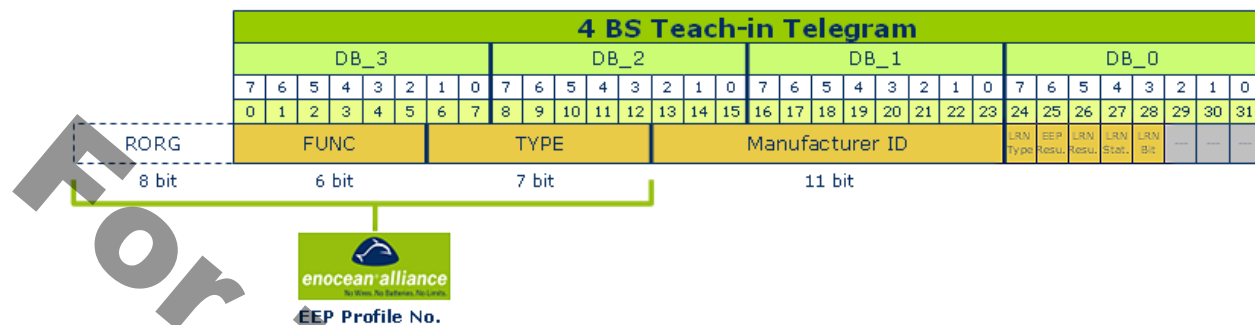 4 BS Teach-in Telegram
DB_3 DB_2 DB_1 DB_0
7 6 5 4 3 2 1 0 7 6 5 4 3 2 1 0 7 6 5 4 3 2 1 0 7 6 5 4 3 2 1 0
0 1 2 3 4 5 6 7 8 9 10 11 12 13 14 15 16 17 18 19 20 21 22 23 24 25 26 27 28 29 30 31
RORG FUNC TYPE Manufacturer ID LRN Type EEP Resu. LRN Resu. LRN Stat. LRN Bit --- --- ---
8 bit 6 bit 7 bit 11 bit
enocean alliance
No Wires. No Batteries. No Limits.
EEP Profile No.
For